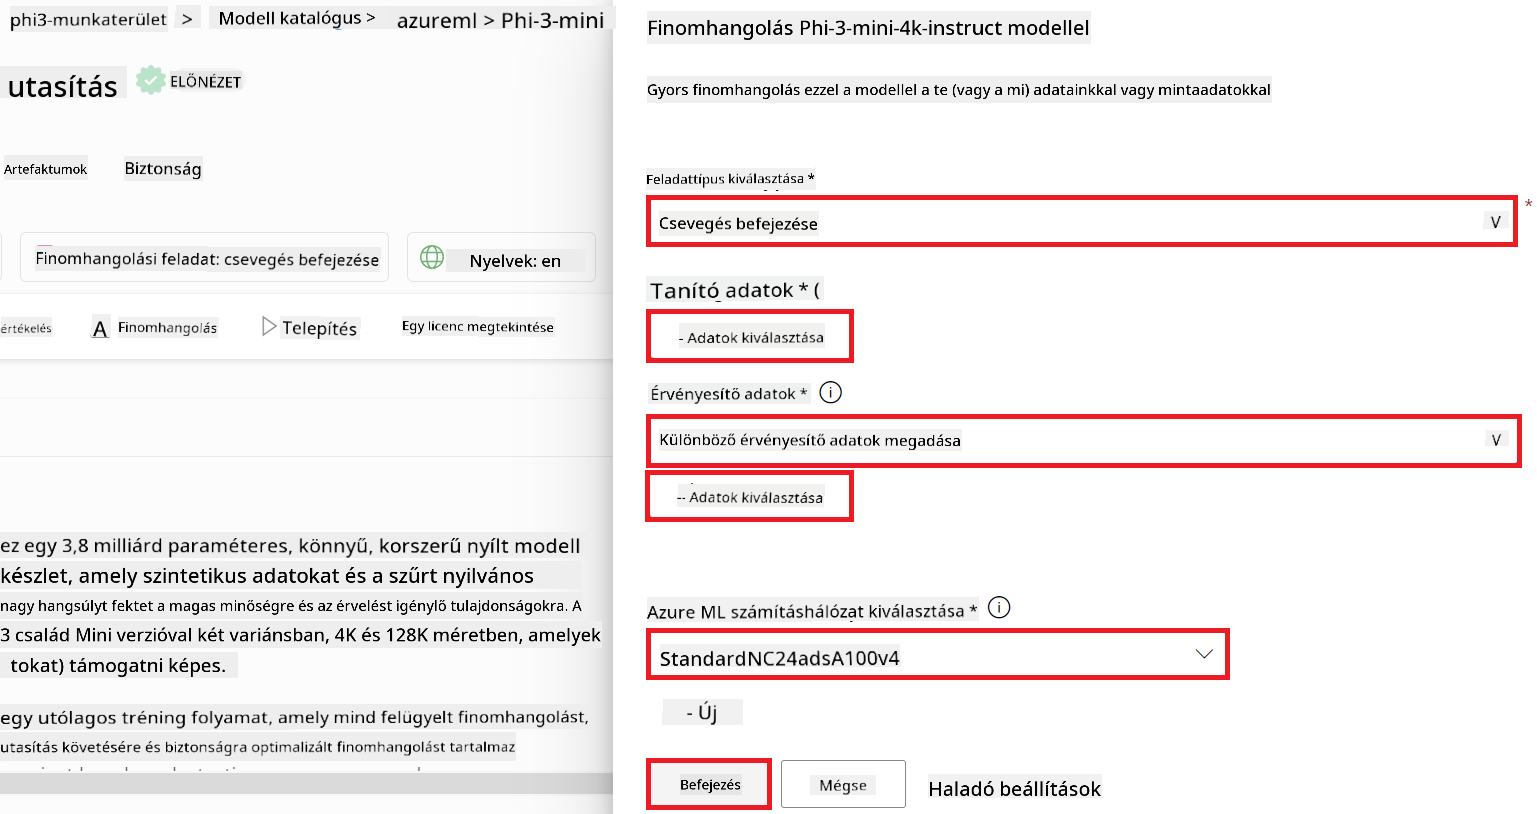 phi3-munkaterület > Modell katalógus > azureml > Phi-3-mini
utasítás ELŐNÉZET
Artefaktumok Biztonság
Finomhangolási feladat: csevegés befejezése Nyelvek: en
értékelés A Finomhangolás Telepítés Egy licenc megtekintése
ez egy 3,8 milliárd paraméteres, könnyű, korszerű nyílt modell
készlet, amely szintetikus adatokat és a szűrt nyilvános
nagy hangsúlyt fektet a magas minőségre és az érvelést igénylő tulajdonságokra. A
3 család Mini verzióval két variánsban, 4K és 128K méretben, amelyek
tokat) támogatni képes.
egy utólagos tréning folyamat, amely mind felügyelt finomhangolást,
utasítás követésére és biztonságra optimalizált finomhangolást tartalmaz
Finomhangolás Phi-3-mini-4k-instruct modellel
Gyors finomhangolás ezzel a modellel a te (vagy a mi) adatainkkal vagy mintaadatokkal
Feladattípus kiválasztása *
Csevegés befejezése V *
Tanító adatok * (
- Adatok kiválasztása
Érvényesítő adatok * i
Különböző érvényesítő adatok megadása V
-- Adatok kiválasztása
Azure ML számításhálózat kiválasztása * i
StandardNC24adsA100v4
- Új
Befejezés Mégse Haladó beállítások